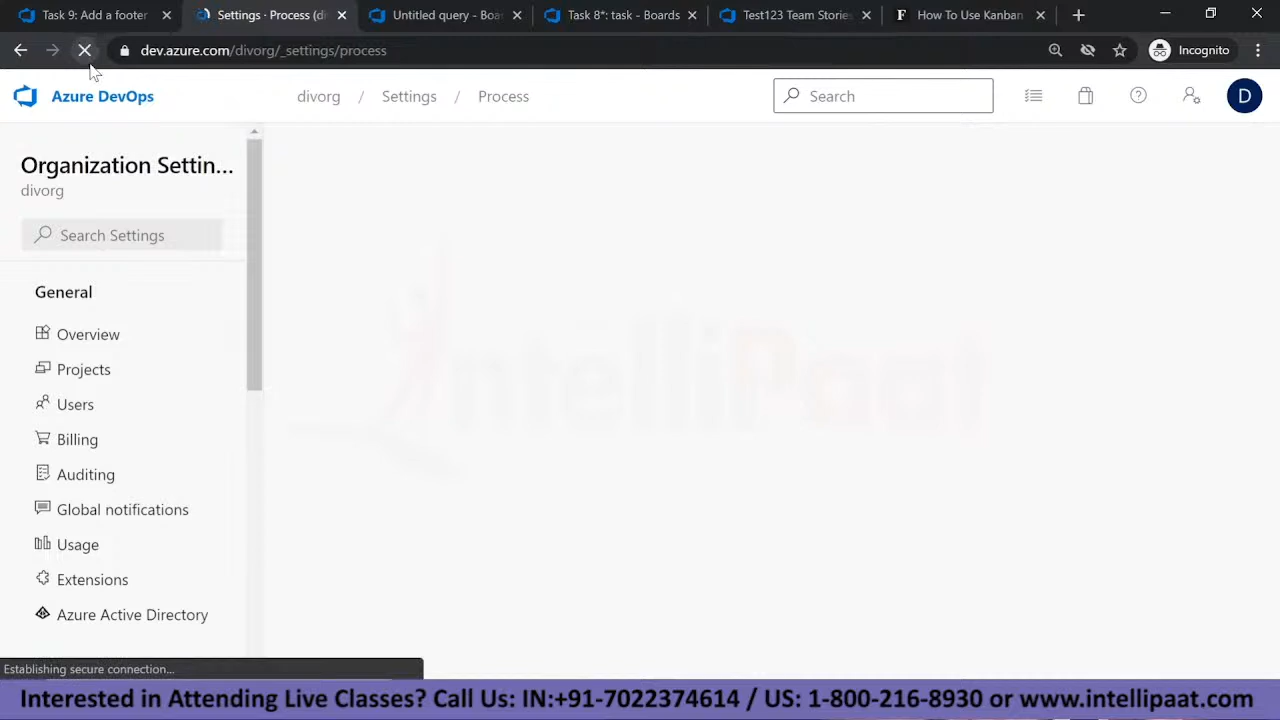 Task 9: Add a footer
Settings · Process (di
Untitled query - Boa
Task 8*: task - Boards
Test123 Team Stories
How To Use Kanban
dev.azure.com/divorg/_settings/process
Incognito
Azure DevOps
divorg / Settings / Process
Search
D
Organization Settin...
divorg
Search Settings
General
Overview
Projects
Users
Billing
Auditing
Global notifications
Usage
Extensions
Azure Active Directory
IntelliPaat
Establishing secure connection...
Interested in Attending Live Classes? Call Us: IN:+91-7022374614 / US: 1-800-216-8930 or www.intellipaat.com